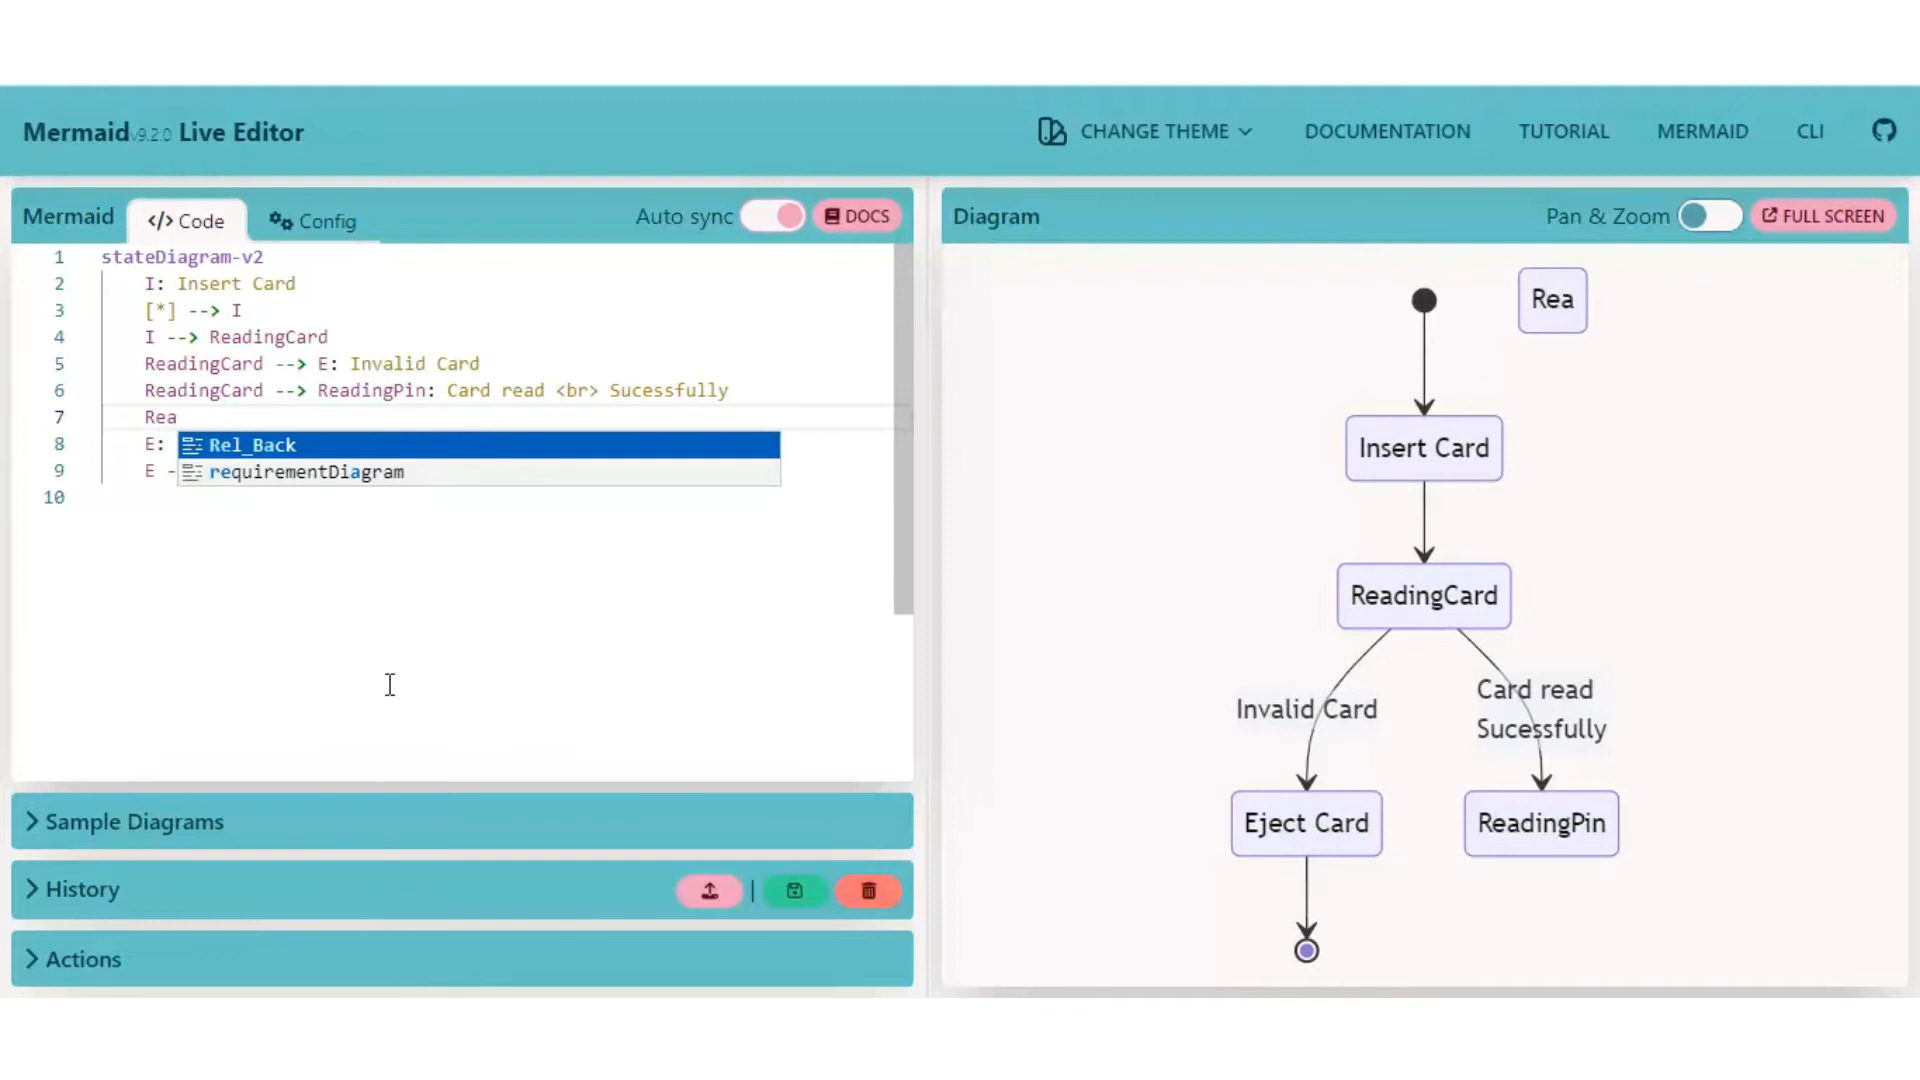 Mermaid v9.2.0 Live Editor
CHANGE THEME
DOCUMENTATION
TUTORIAL
MERMAID
CLI
Mermaid
</> Code
Config
Auto sync
DOCS
1 stateDiagram-v2
2 I: Insert Card
3 [*] --> I
4 I --> ReadingCard
5 ReadingCard --> E: Invalid Card
6 ReadingCard --> ReadingPin: Card read <br> Sucessfully
7 Rea
8 E:
Rel_Back
9 E -
requirementDiagram
10
Sample Diagrams
History
Actions
Diagram
Pan & Zoom
FULL SCREEN
Rea
Insert Card
ReadingCard
Invalid Card
Card read
Sucessfully
Eject Card
ReadingPin